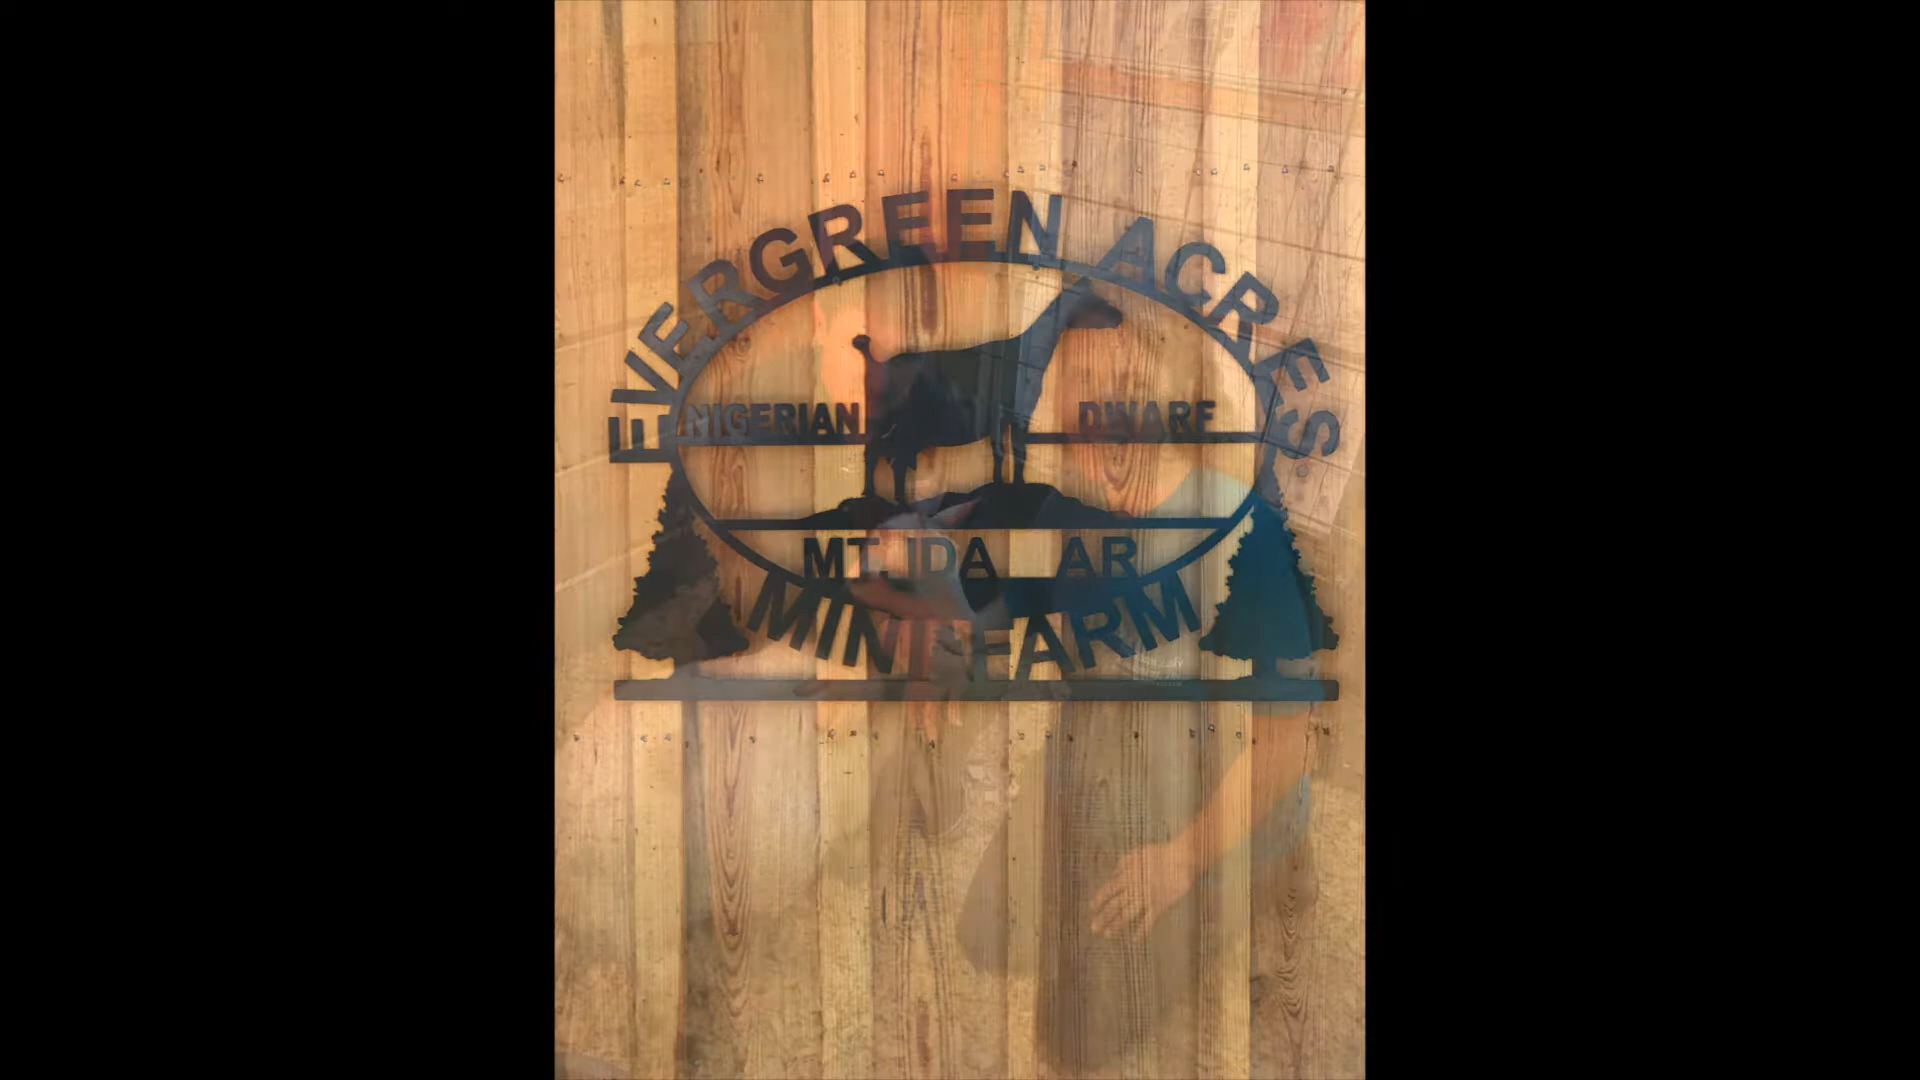 EVERGREEN ACRES
NIGERIAN DWARF
MT. IDA AR
MINI FARM